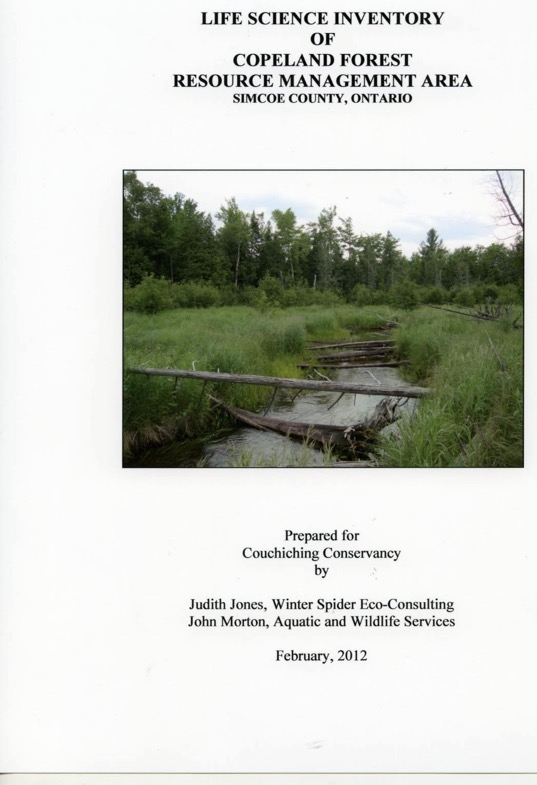 LIFE SCIENCE INVENTORY
OF
COPELAND FOREST
RESOURCE MANAGEMENT AREA
SIMCOE COUNTY, ONTARIO
Prepared for
Couchiching Conservancy
by
Judith Jones, Winter Spider Eco-Consulting
John Morton, Aquatic and Wildlife Services
February, 2012